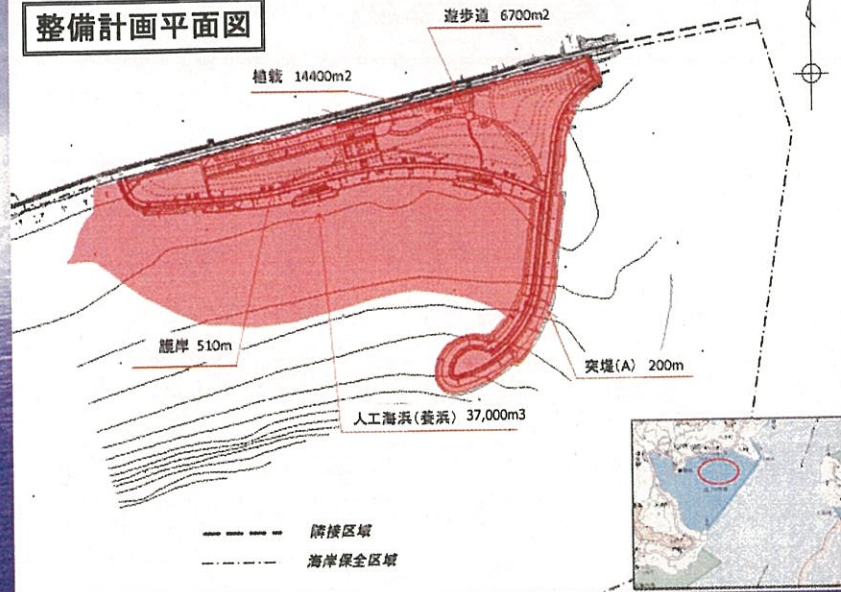 整備計画平面図
遊歩道 6700m2
植栽 14400m2
護岸 510m
突堤(A) 200m
人工海浜(養浜) 37,000m3
隣接区域
海岸保全区域